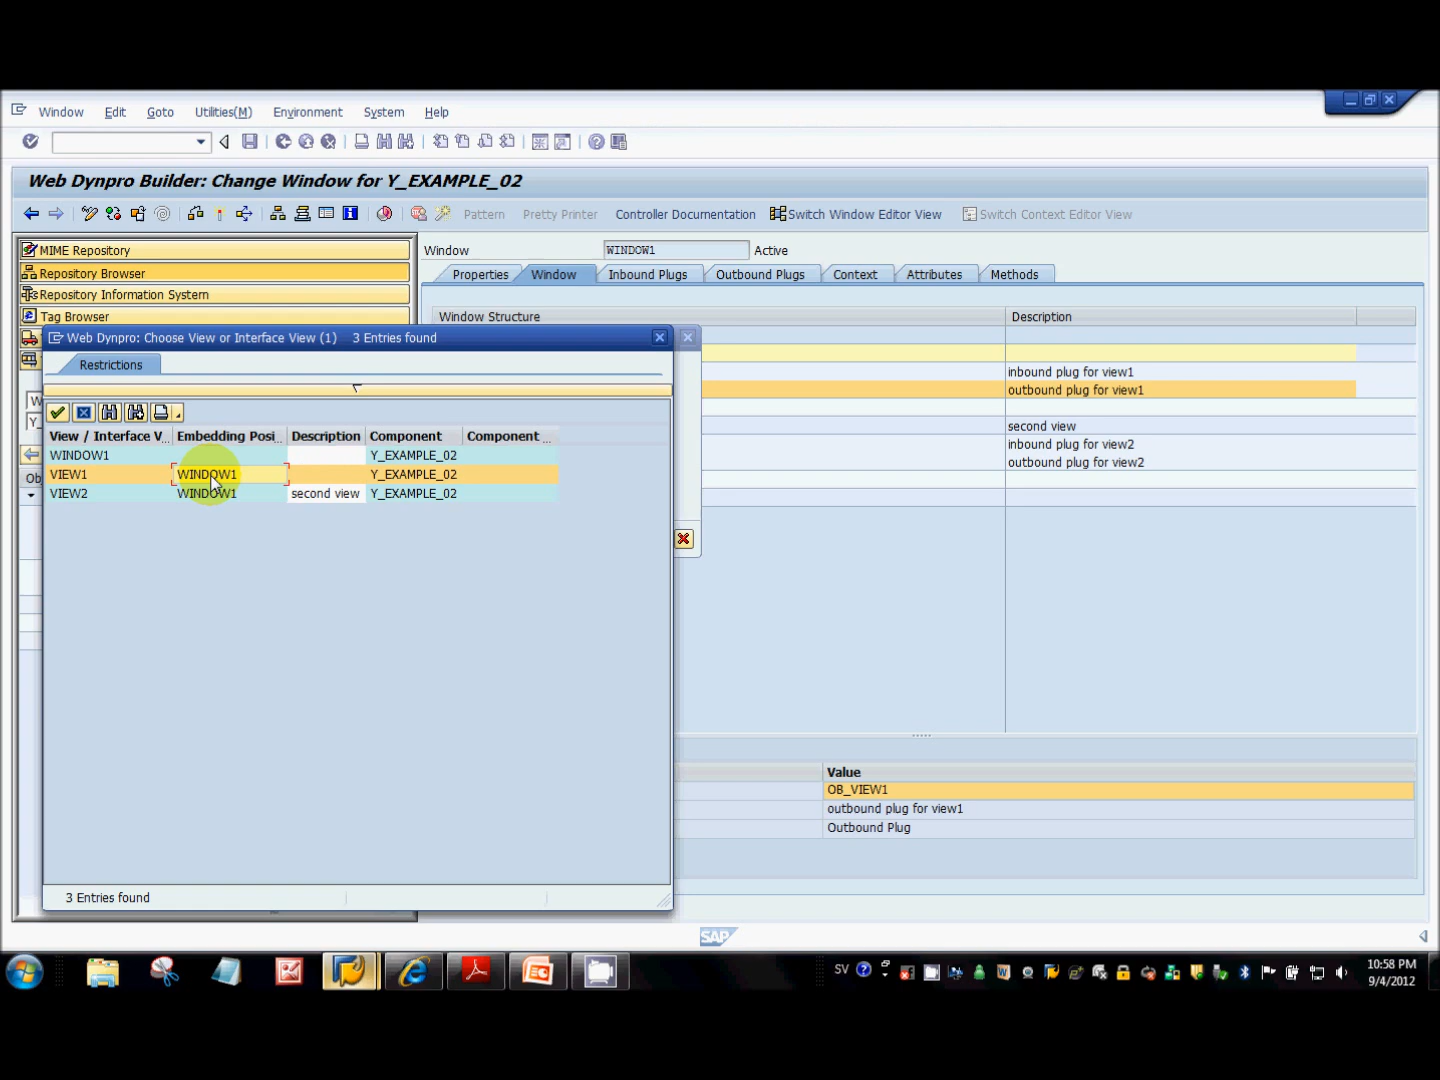 Window Edit Goto Utilities(M) Environment System Help
Web Dynpro Builder: Change Window for Y_EXAMPLE_02
Pattern Pretty Printer Controller Documentation Switch Window Editor View Switch Context Editor View
MIME Repository
Repository Browser
Repository Information System
Tag Browser
Window WINDOW1 Active
Properties Window Inbound Plugs Outbound Plugs Context Attributes Methods
Window Structure Description
inbound plug for view1
outbound plug for view1
second view
inbound plug for view2
outbound plug for view2
Web Dynpro: Choose View or Interface View (1) 3 Entries found
Restrictions
View / Interface V... Embedding Posi... Description Component Component ...
WINDOW1 Y_EXAMPLE_02
VIEW1 WINDOW1 Y_EXAMPLE_02
VIEW2 WINDOW1 second view Y_EXAMPLE_02
3 Entries found
W
Y_
Ob
Value
OB_VIEW1
outbound plug for view1
Outbound Plug
SAP
SV
10:58 PM
9/4/2012